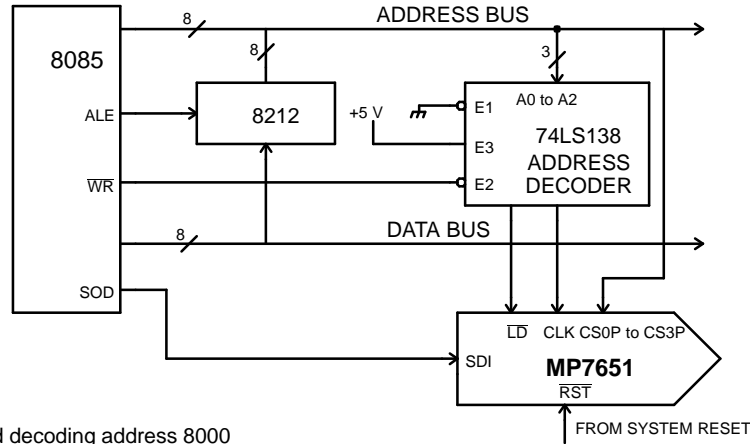 8
ADDRESS BUS
8085
8
3
ALE
8212
+5 V
E1
A0 to A2
74LS138
E3
ADDRESS
WR
E2
DECODER
8
DATA BUS
SOD
LD CLK CS0P to CS3P
SDI
MP7651
RST
FROM SYSTEM RESET
d decoding address 8000